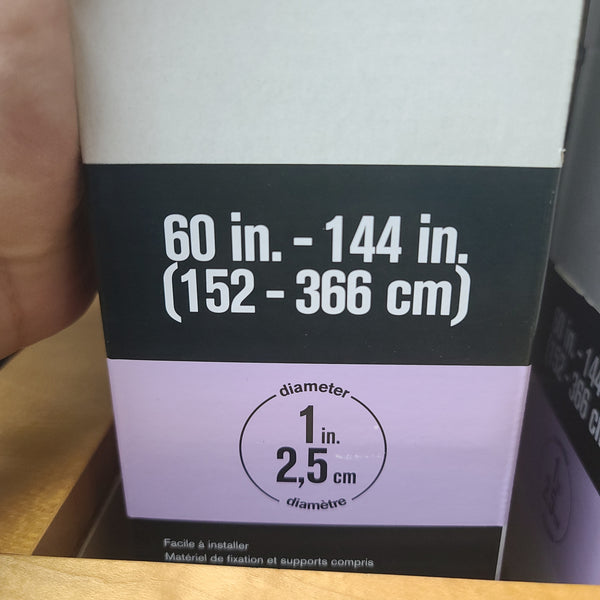 60 in. - 144 in.
(152 - 366 cm)
diameter
1 in.
2,5 cm
diamètre
Facile à installer
Matériel de fixation et supports compris